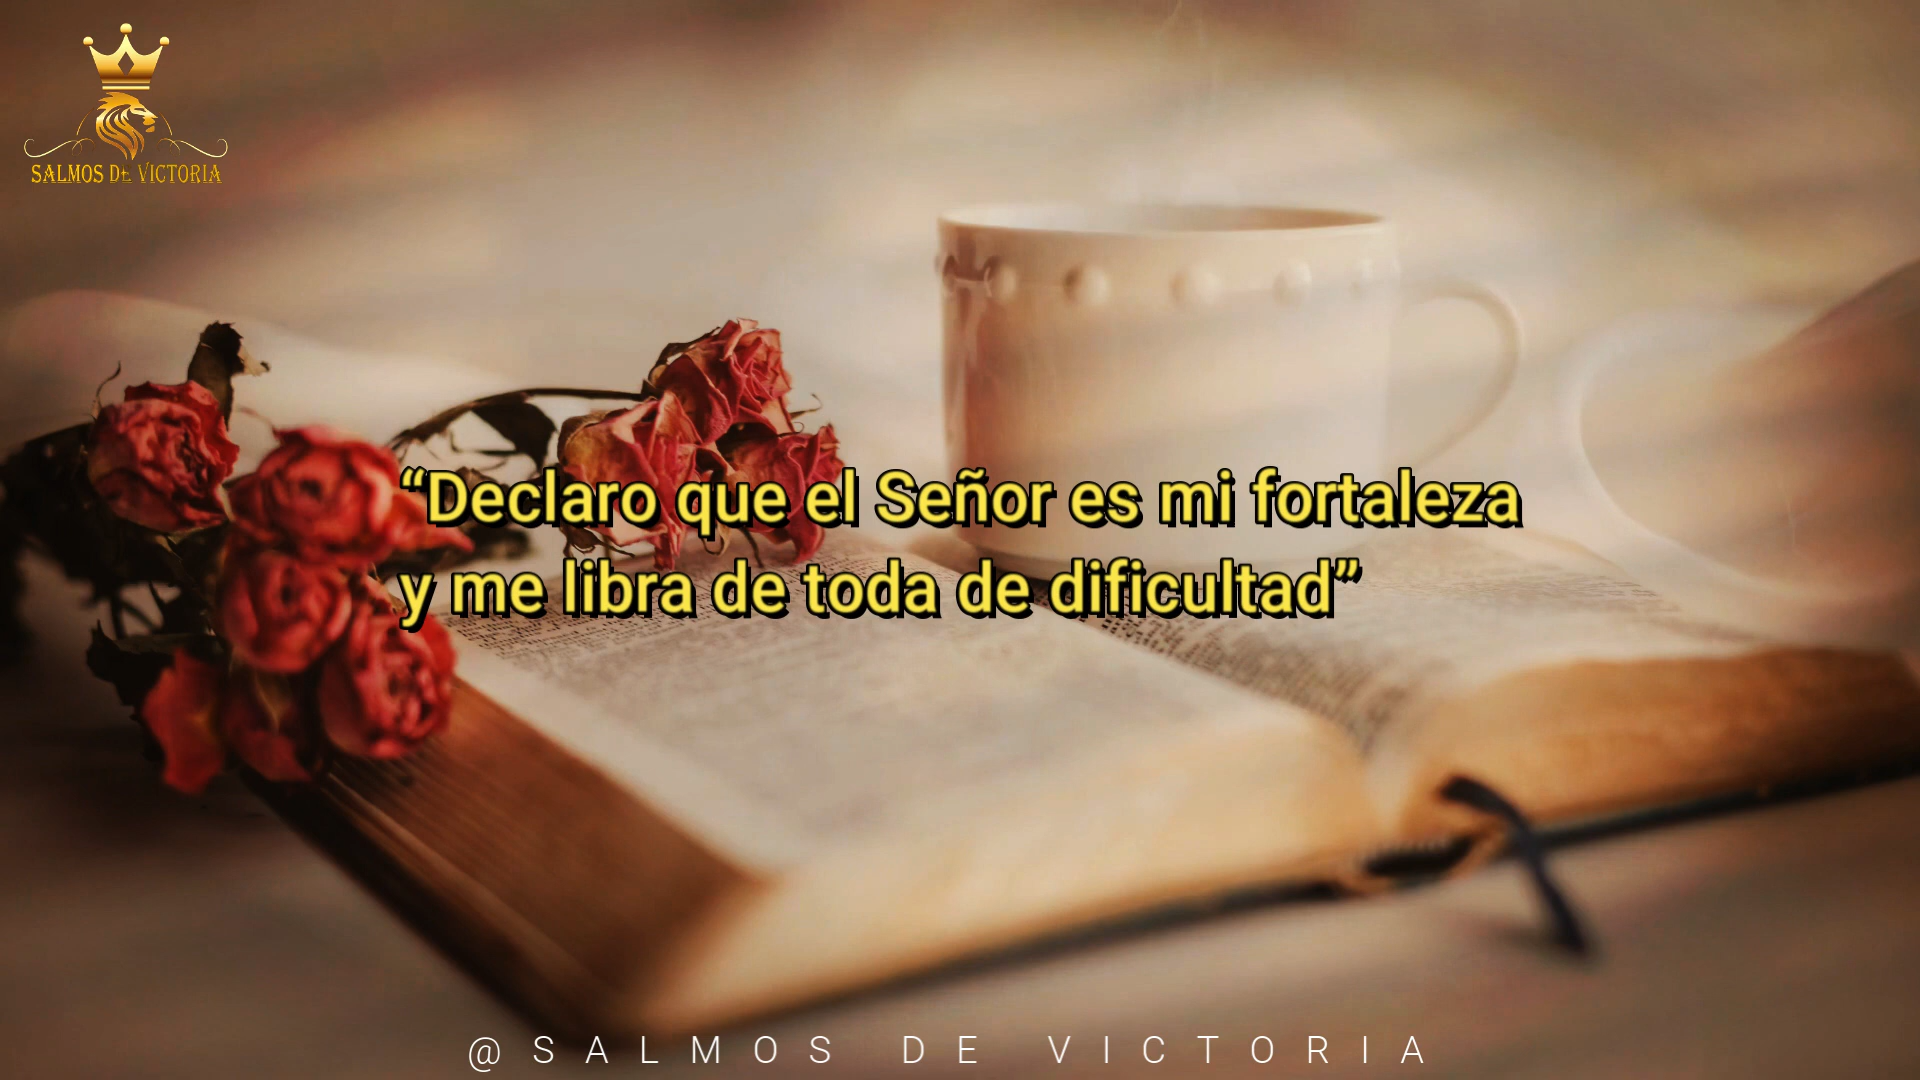 SALMOS DE VICTORIA
“Declaro que el Señor es mi fortaleza
y me libra de toda de dificultad”
@SALMOS DE VICTORIA